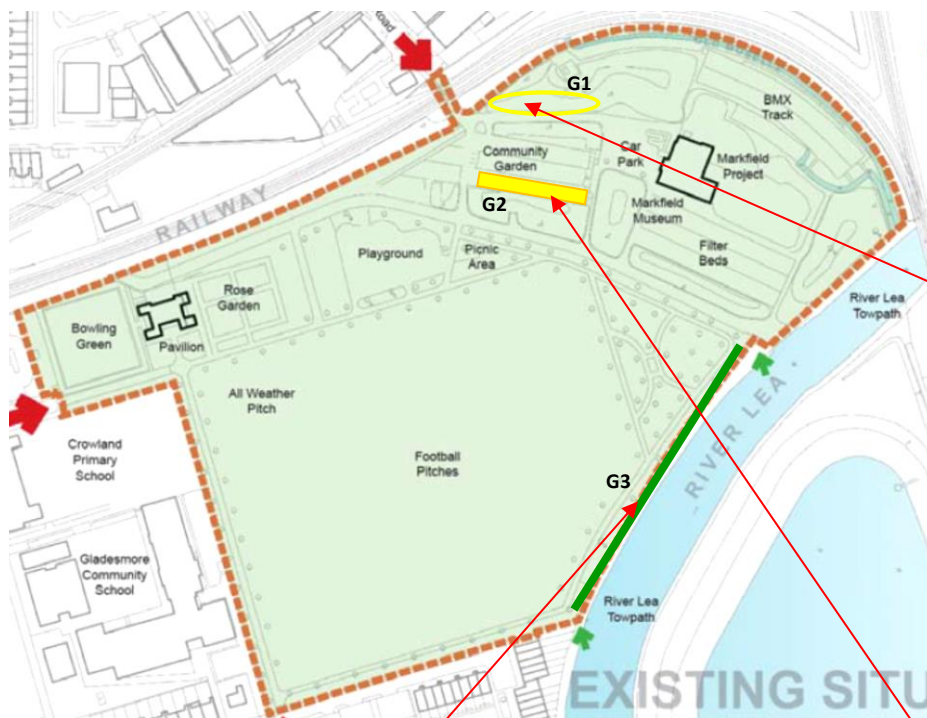 Road
G1
BMX
Track
Community
Garden
Car
Park
Markfield
Project
RAILWAY
G2
Markfield
Museum
Playground
Picnic
Area
Filter
Beds
Rose
Garden
Bowling
Green
Pavilion
River Lea
Towpath
All Weather
Pitch
RIVER LEA
Crowland
Primary
School
Football
Pitches
G3
Gladesmore
Community
School
River Lea
Towpath
EXISTING SITU